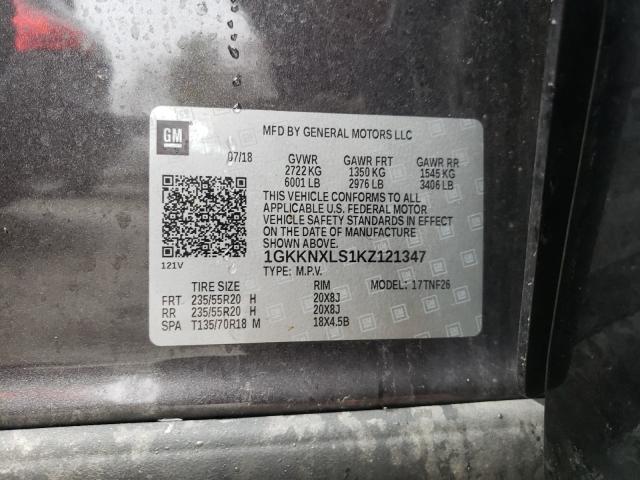 GM
MFD BY GENERAL MOTORS LLC
07/18 GVWR GAWR FRT GAWR RR
2722 KG 1350 KG 1545 KG
6001 LB 2976 LB 3406 LB
THIS VEHICLE CONFORMS TO ALL
APPLICABLE U.S. FEDERAL MOTOR
VEHICLE SAFETY STANDARDS IN EFFECT
ON THE DATE OF MANUFACTURE
SHOWN ABOVE.
1GKKNXLS1KZ121347
121V
TYPE: M.P.V. MODEL: 17TNF26
TIRE SIZE RIM
FRT 235/55R20 H 20X8J
RR 235/55R20 H 20X8J
SPA T135/70R18 M 18X4.5B